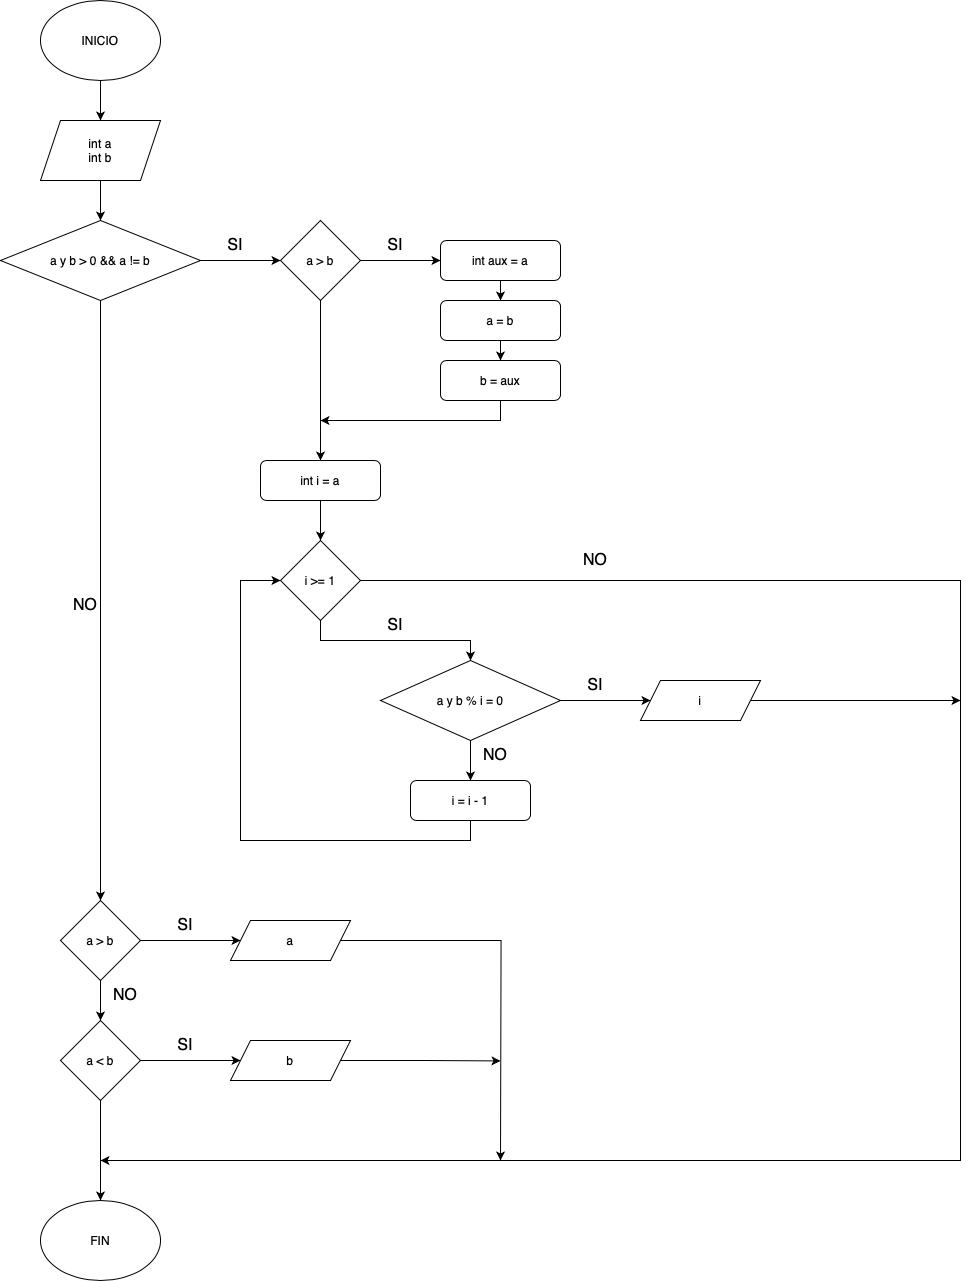 INICIO
int a
int b
a y b > 0 && a != b
SI
a > b
SI
int aux = a
a = b
b = aux
int i = a
i >= 1
NO
SI
a y b % i = 0
SI
i
NO
i = i - 1
NO
a > b
SI
a
NO
a < b
SI
b
FIN